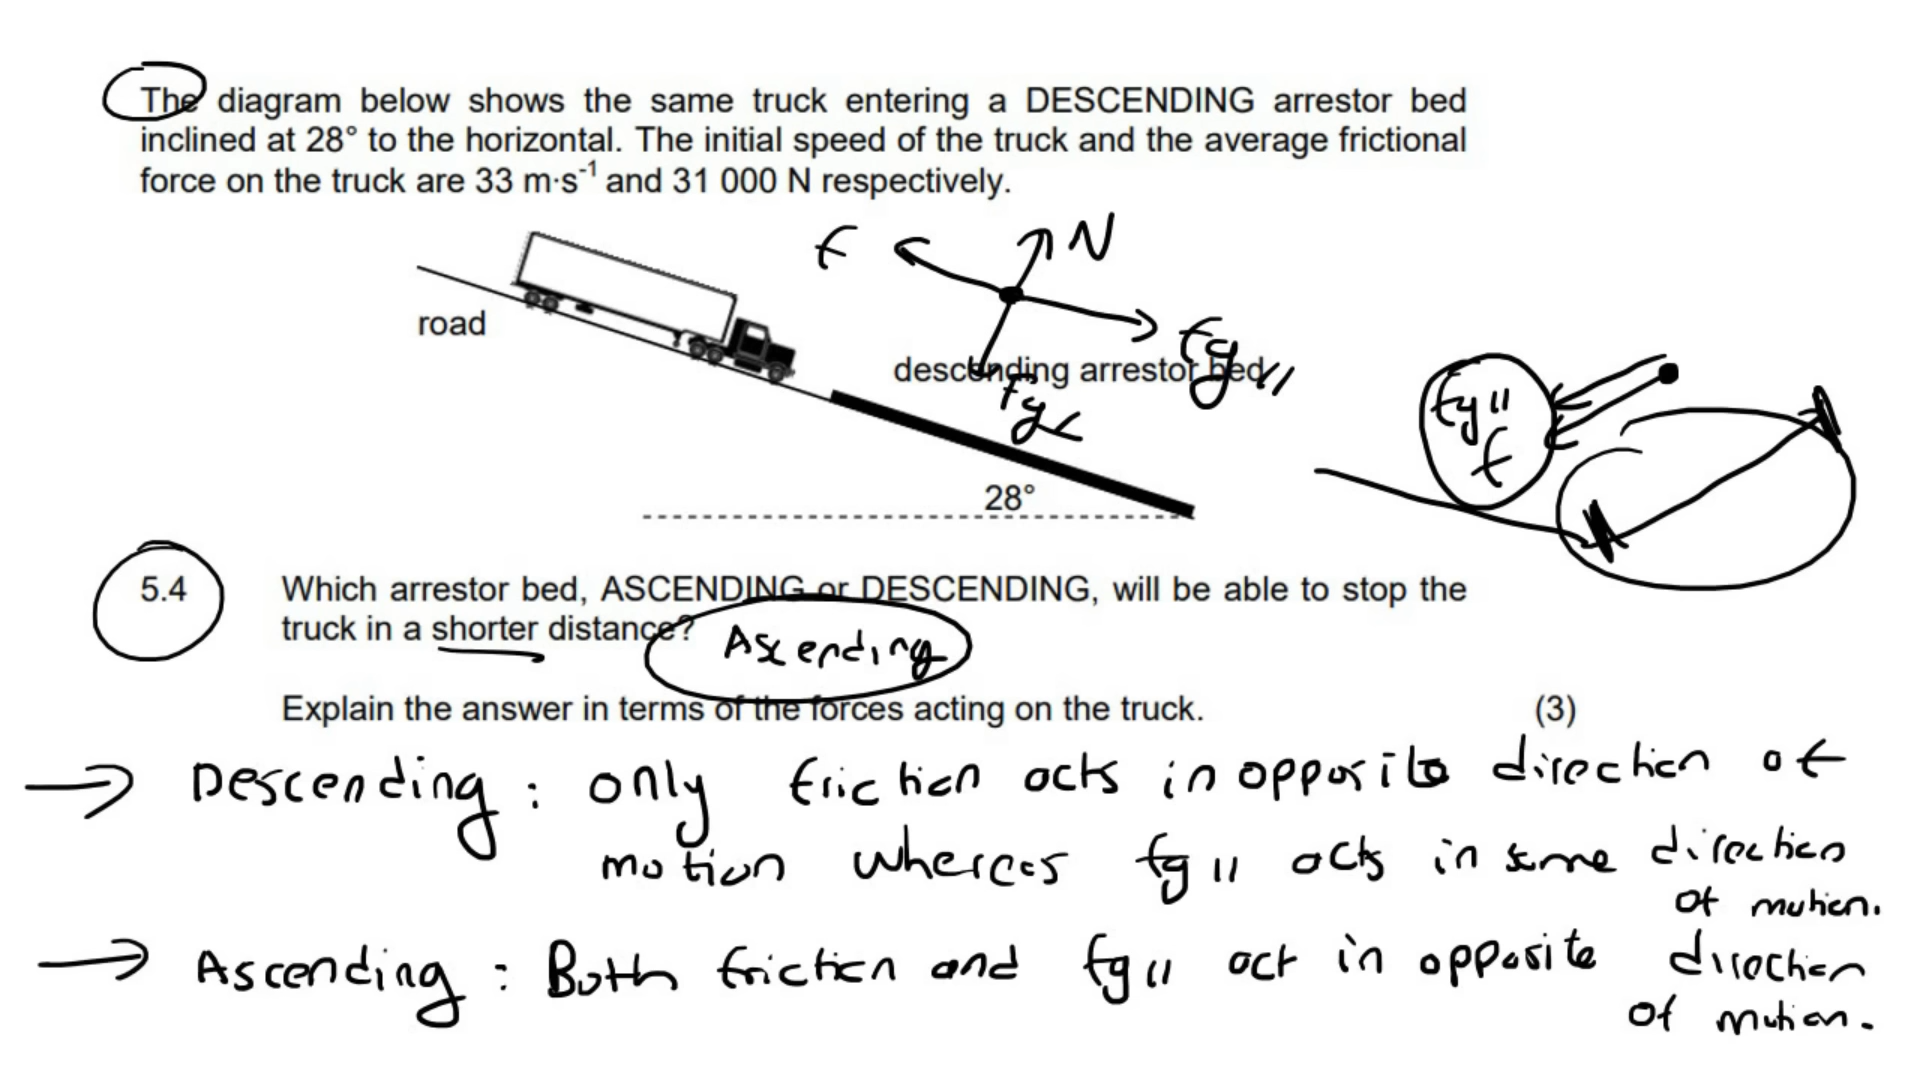 The diagram below shows the same truck entering a DESCENDING arrestor bed
inclined at 28° to the horizontal. The initial speed of the truck and the average frictional
force on the truck are 33 m·s⁻¹ and 31 000 N respectively.
f
N
road
Fg//
descending arrestor bed
Fg⊥
Fg//
f
28°
5.4 Which arrestor bed, ASCENDING or DESCENDING, will be able to stop the
truck in a shorter distance?
Ascending
Explain the answer in terms of the forces acting on the truck. (3)
→ Descending : only friction acts in opposite direction of
motion whereas Fg// acts in same direction
of motion.
→ Ascending : Both friction and Fg// act in opposite direction
of motion.